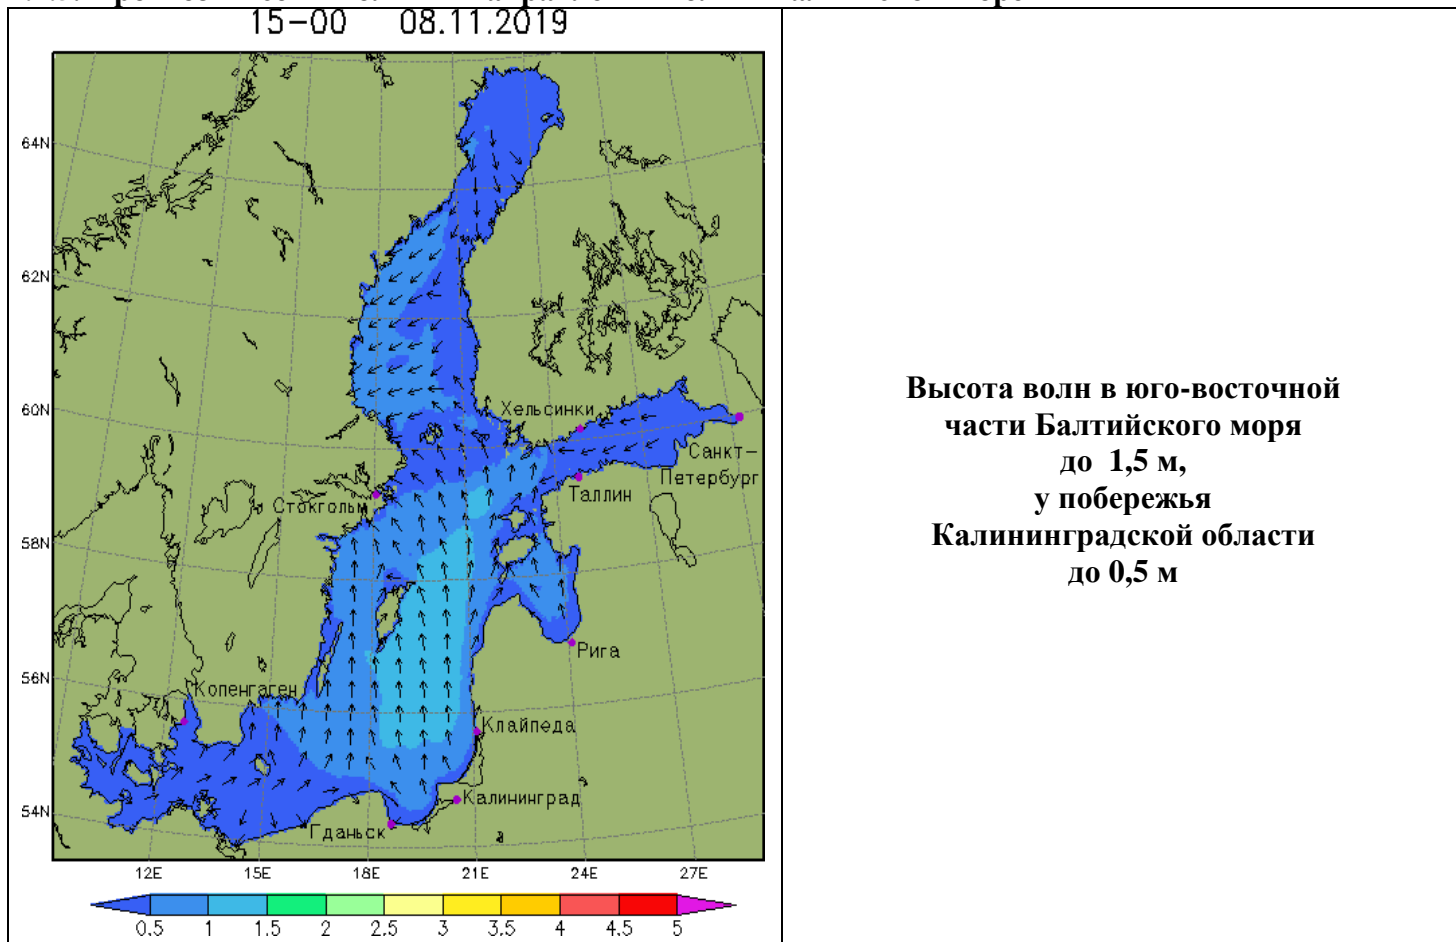 15-00 08.11.2019
64N
62N
60N
58N
56N
54N
Хельсинки
Санкт-
Петербург
Таллин
Стокгольм
Рига
Копенгаген
Клайпеда
Калининград
Гданьск
12E 15E 18E 21E 24E 27E
0,5 1 1,5 2 2,5 3 3,5 4 4,5 5
Высота волн в юго-восточной
части Балтийского моря
до 1,5 м,
у побережья
Калининградской области
до 0,5 м